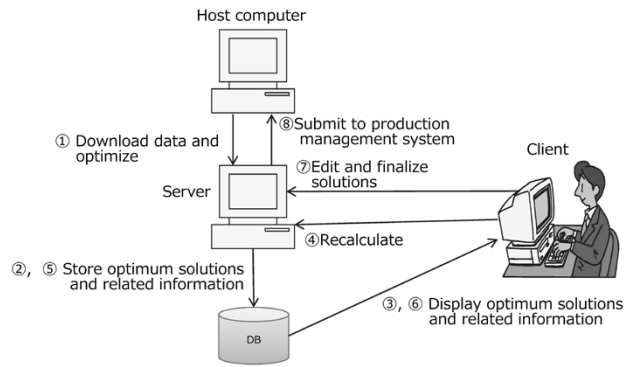 Host computer
① Download data and
optimize
⑧Submit to production
management system
Client
⑦Edit and finalize
solutions
Server
④Recalculate
②, ⑤ Store optimum solutions
and related information
③, ⑥ Display optimum solutions
and related information
DB